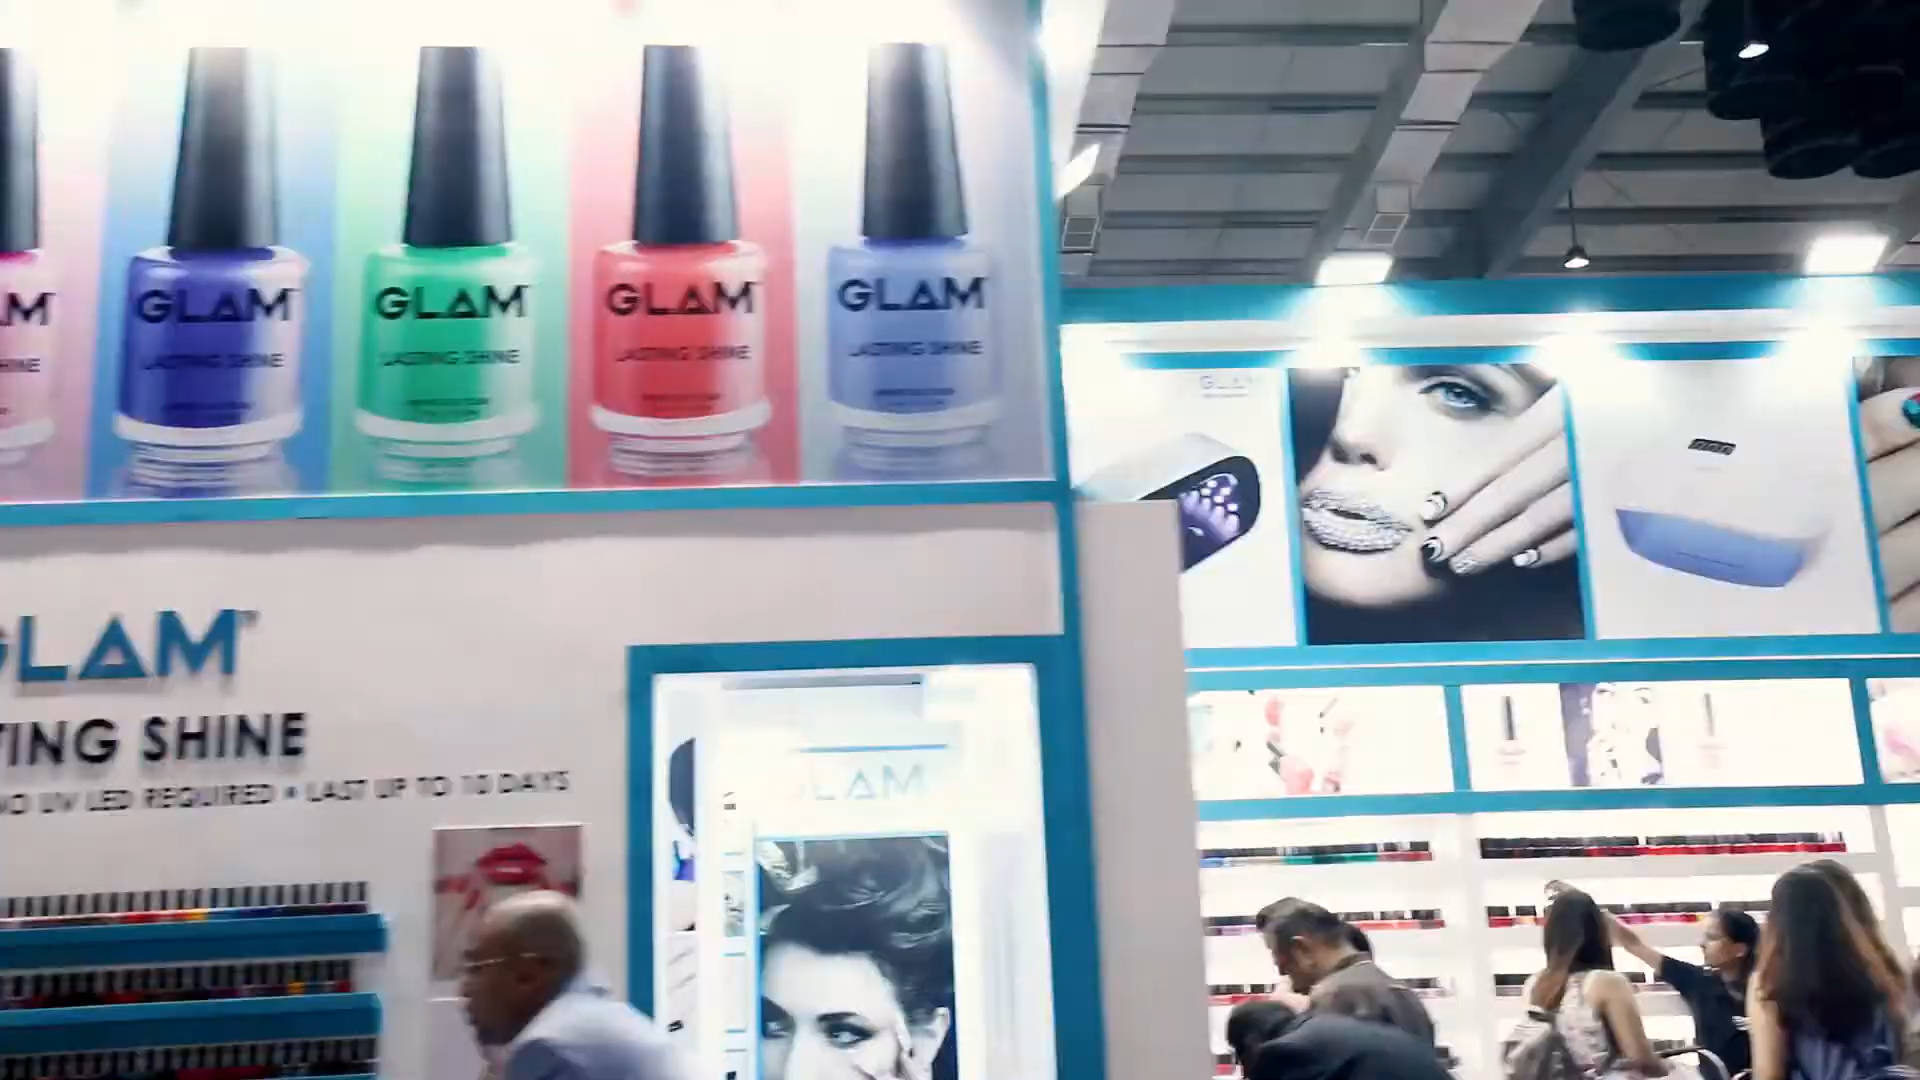 GLAM
LASTING SHINE
GLAM
LASTING SHINE
GLAM
LASTING SHINE
GLAM
LASTING SHINE
GLAM
GLAM™
SHINE
NO UV LED REQUIRED • LAST UP TO 10 DAYS
GLAM